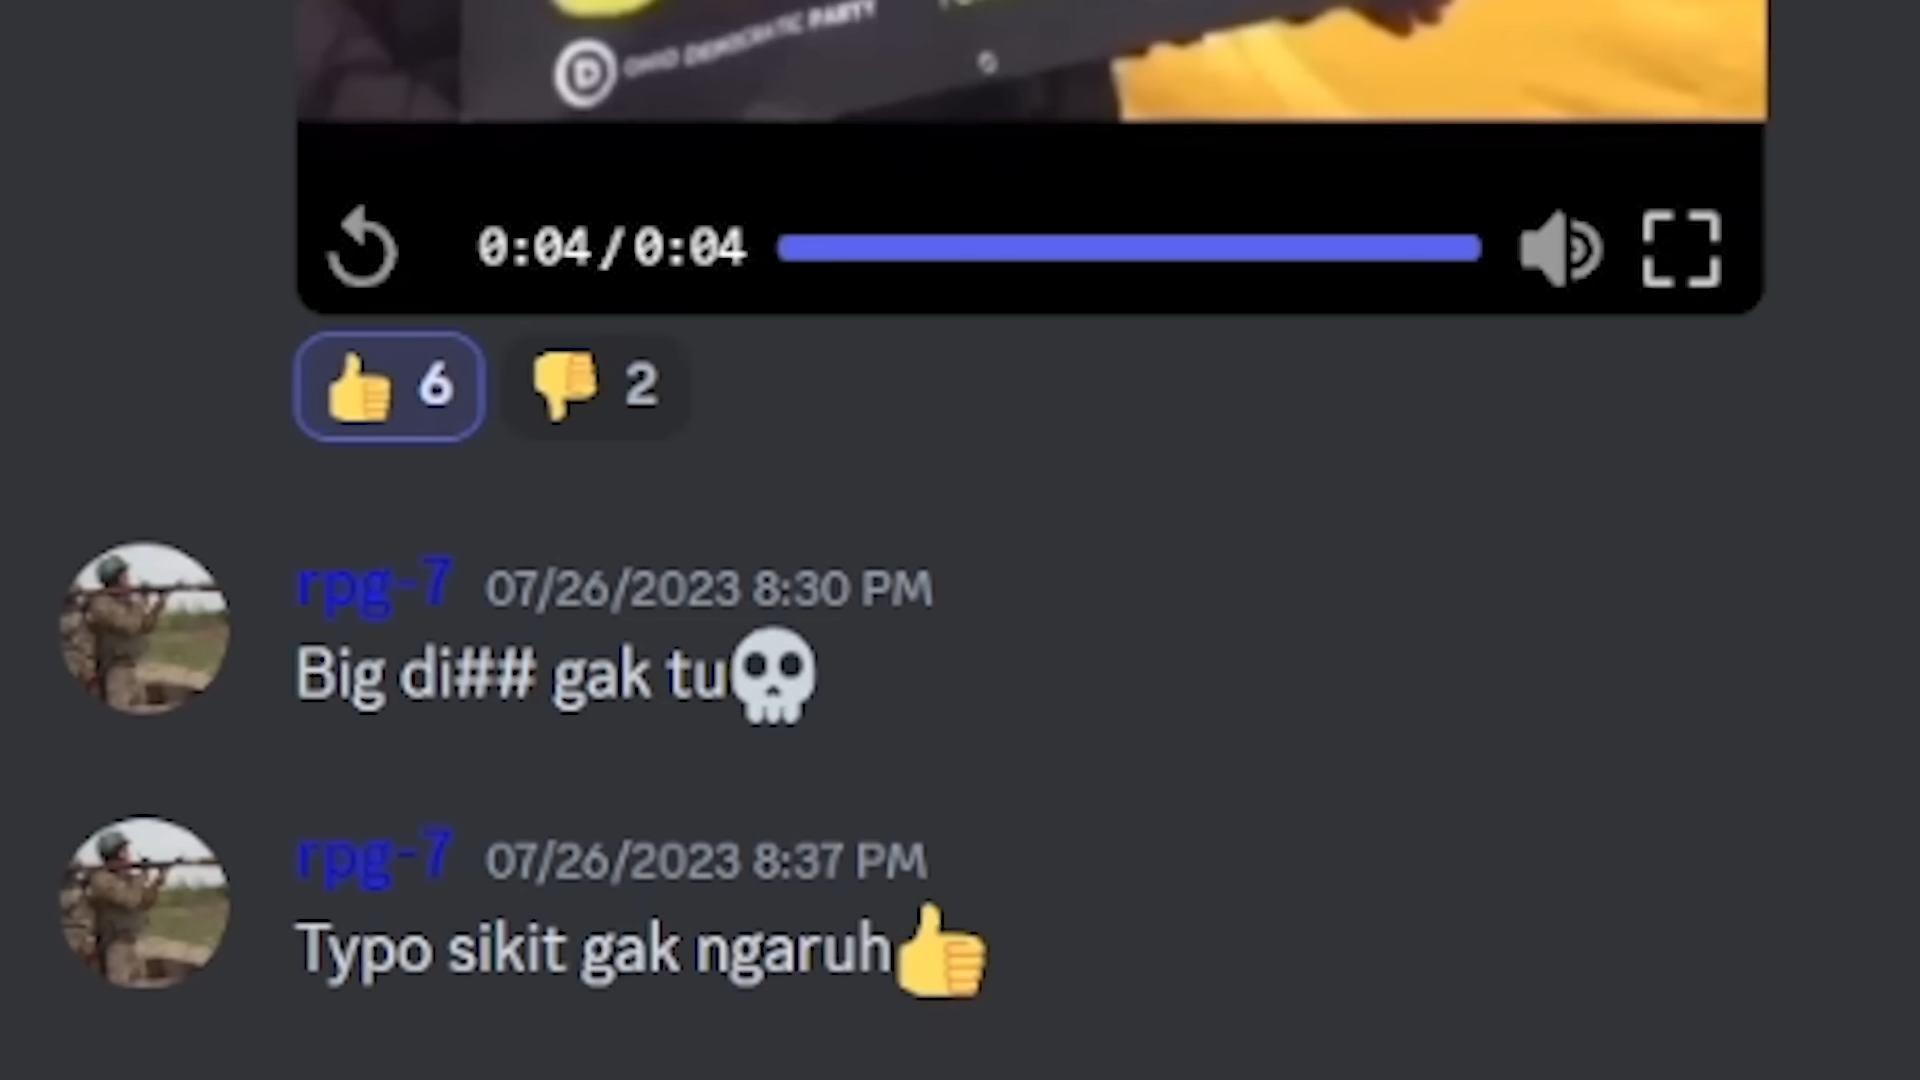 OHIO DEMOCRATIC PARTY
0:04/0:04
6 2
rpg-7 07/26/2023 8:30 PM
Big di## gak tu💀
rpg-7 07/26/2023 8:37 PM
Typo sikit gak ngaruh👍